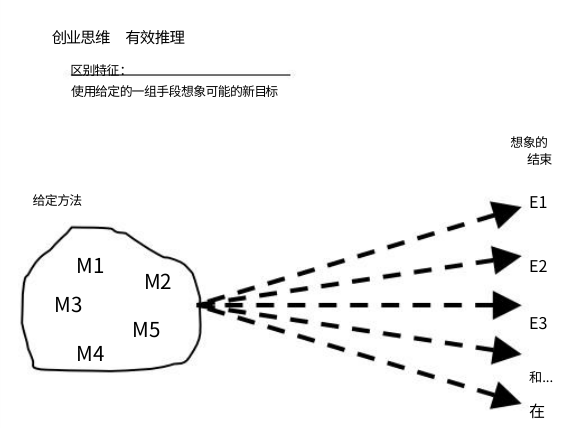 创业思维 有效推理
区别特征：
使用给定的一组手段想象可能的新目标
想象的
结束
给定方法
E1
M1
E2
M2
M3
E3
M5
M4
和...
在